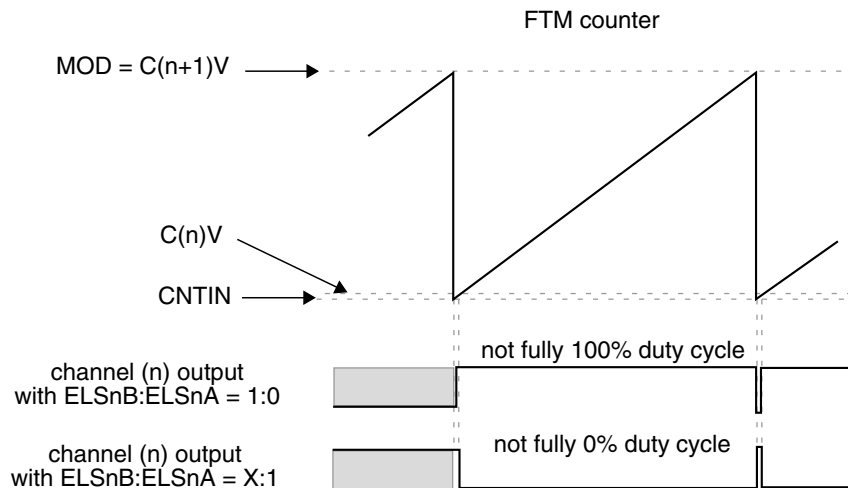 FTM counter
MOD = C(n+1)V
C(n)V
CNTIN
not fully 100% duty cycle
channel (n) output
with ELSnB:ELSnA = 1:0
not fully 0% duty cycle
channel (n) output
with ELSnB:ELSnA = X:1